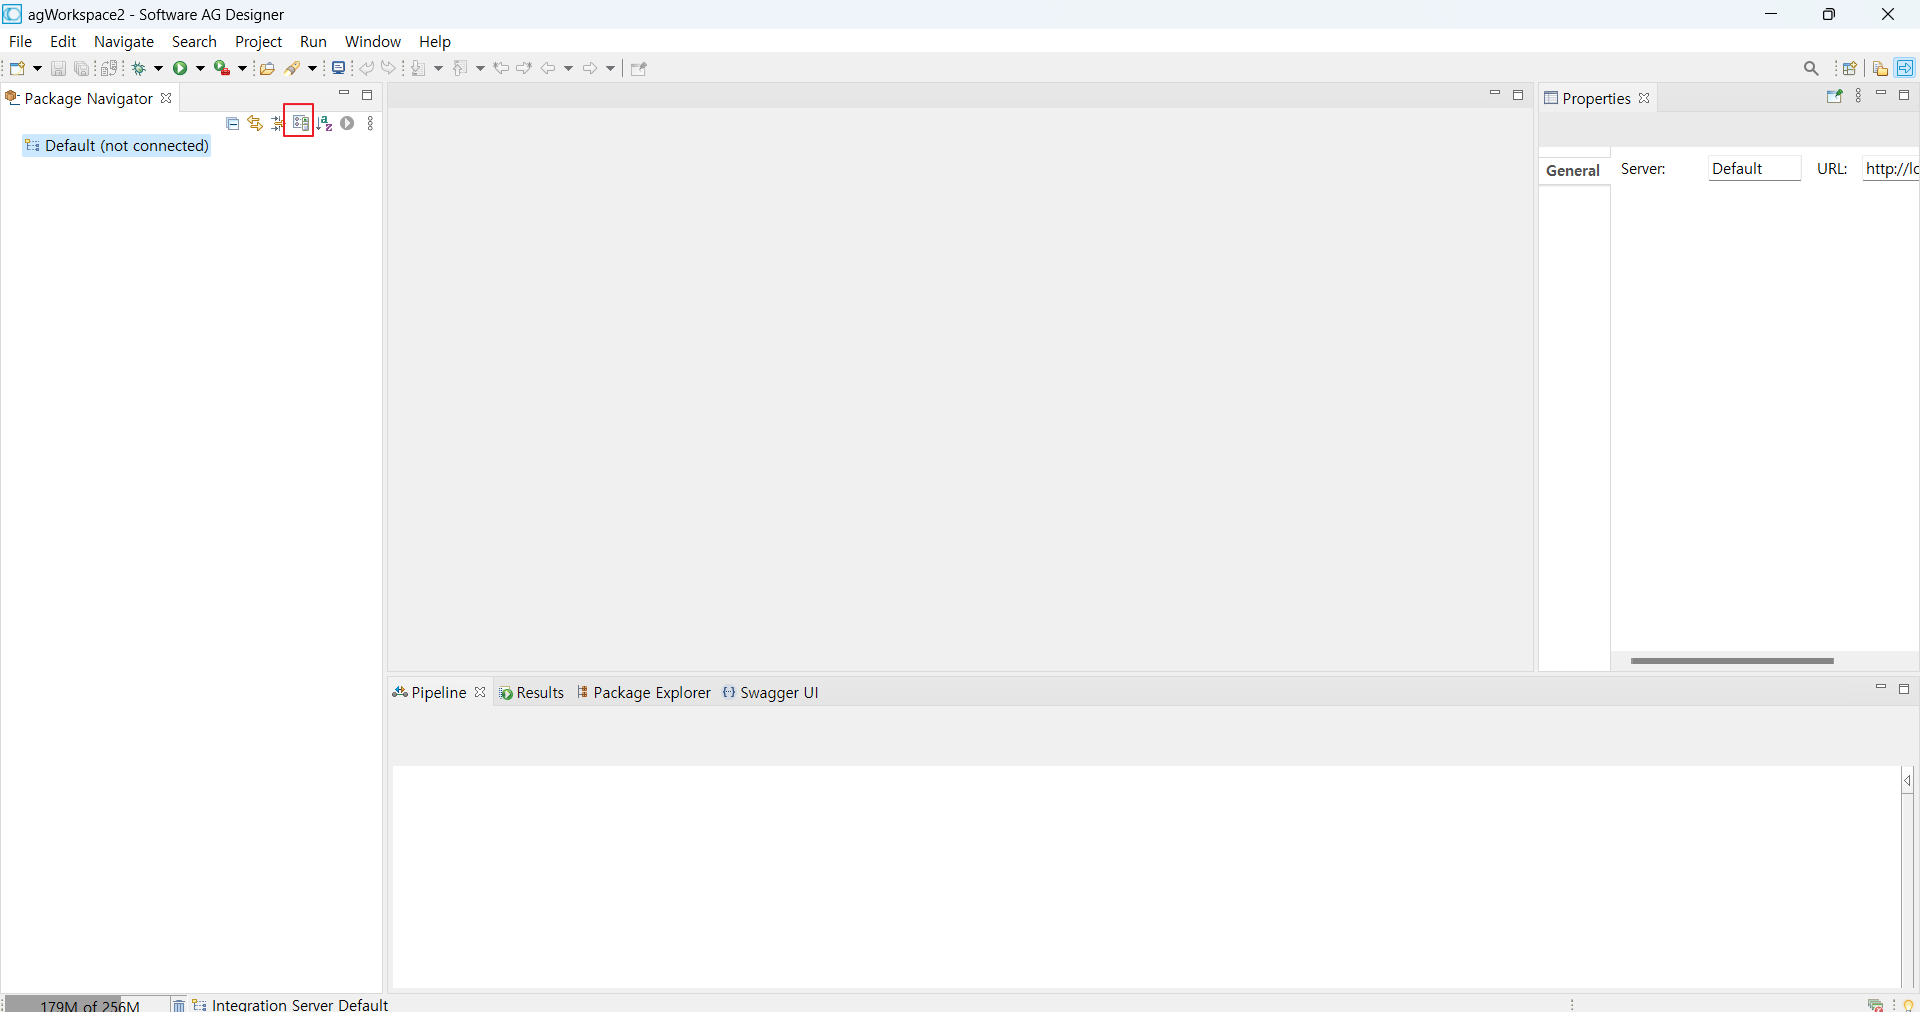 agWorkspace2 - Software AG Designer
File Edit Navigate Search Project Run Window Help
Package Navigator
Default (not connected)
Properties
General
Server: Default URL: http://lo
Pipeline Results Package Explorer Swagger UI
179M of 256M
Integration Server Default